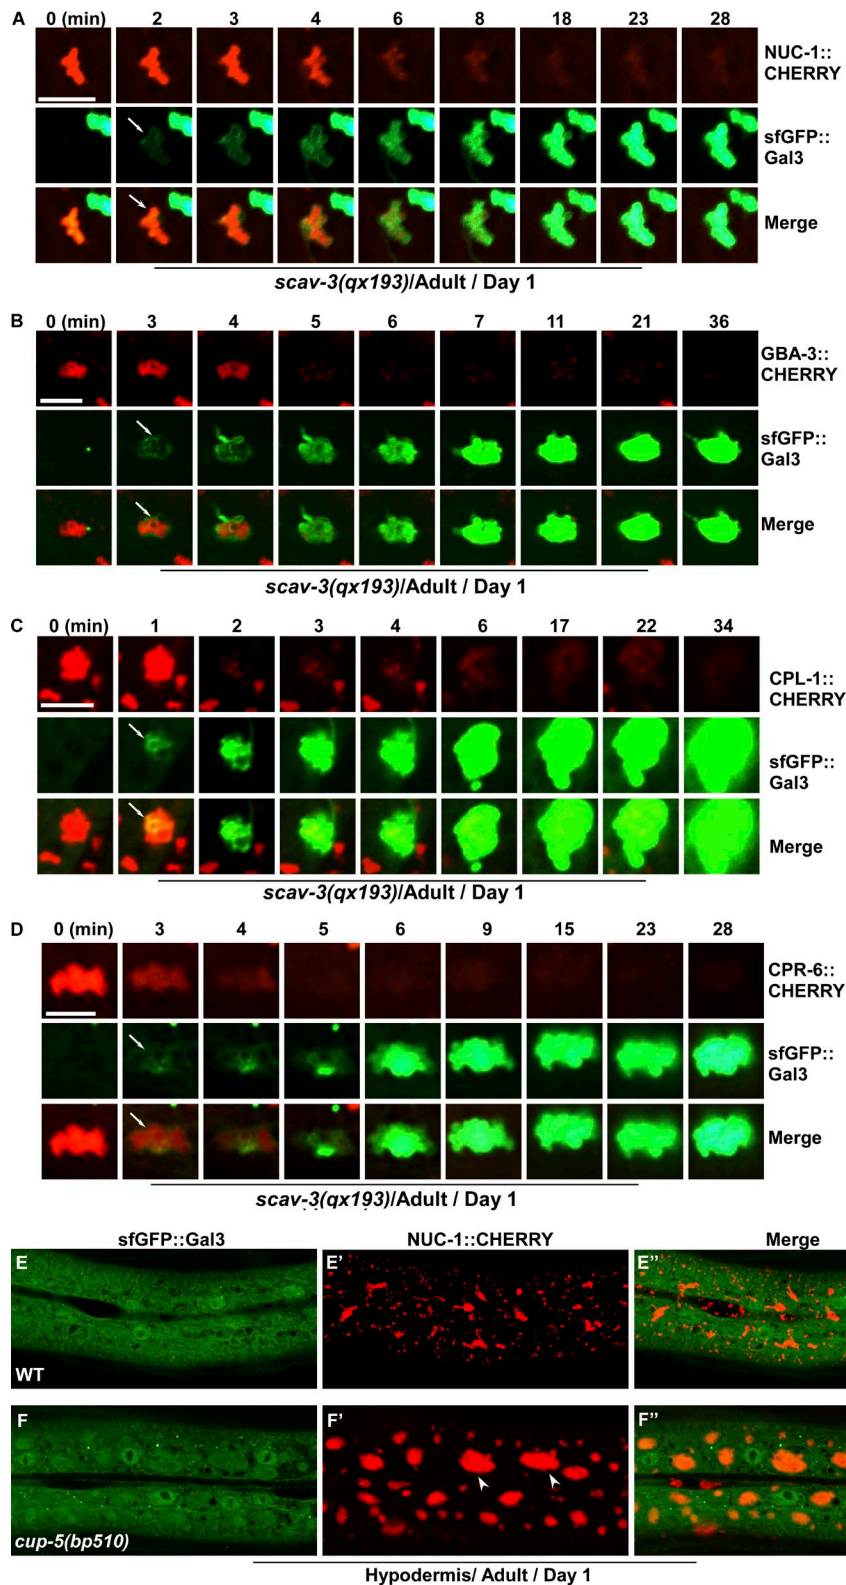 A 0 (min) 2 3 4 6 8 18 23 28
NUC-1::
CHERRY
sfGFP::
Gal3
Merge
scav-3(qx193)/Adult / Day 1
B 0 (min) 3 4 5 6 7 11 21 36
GBA-3::
CHERRY
sfGFP::
Gal3
Merge
scav-3(qx193)/Adult / Day 1
C 0 (min) 1 2 3 4 6 17 22 34
CPL-1::
CHERRY
sfGFP::
Gal3
Merge
scav-3(qx193)/Adult / Day 1
D 0 (min) 3 4 5 6 9 15 23 28
CPR-6::
CHERRY
sfGFP::
Gal3
Merge
scav-3(qx193)/Adult / Day 1
sfGFP::Gal3 NUC-1::CHERRY Merge
E E' E"
WT
F F' F"
cup-5(bp510)
Hypodermis/ Adult / Day 1